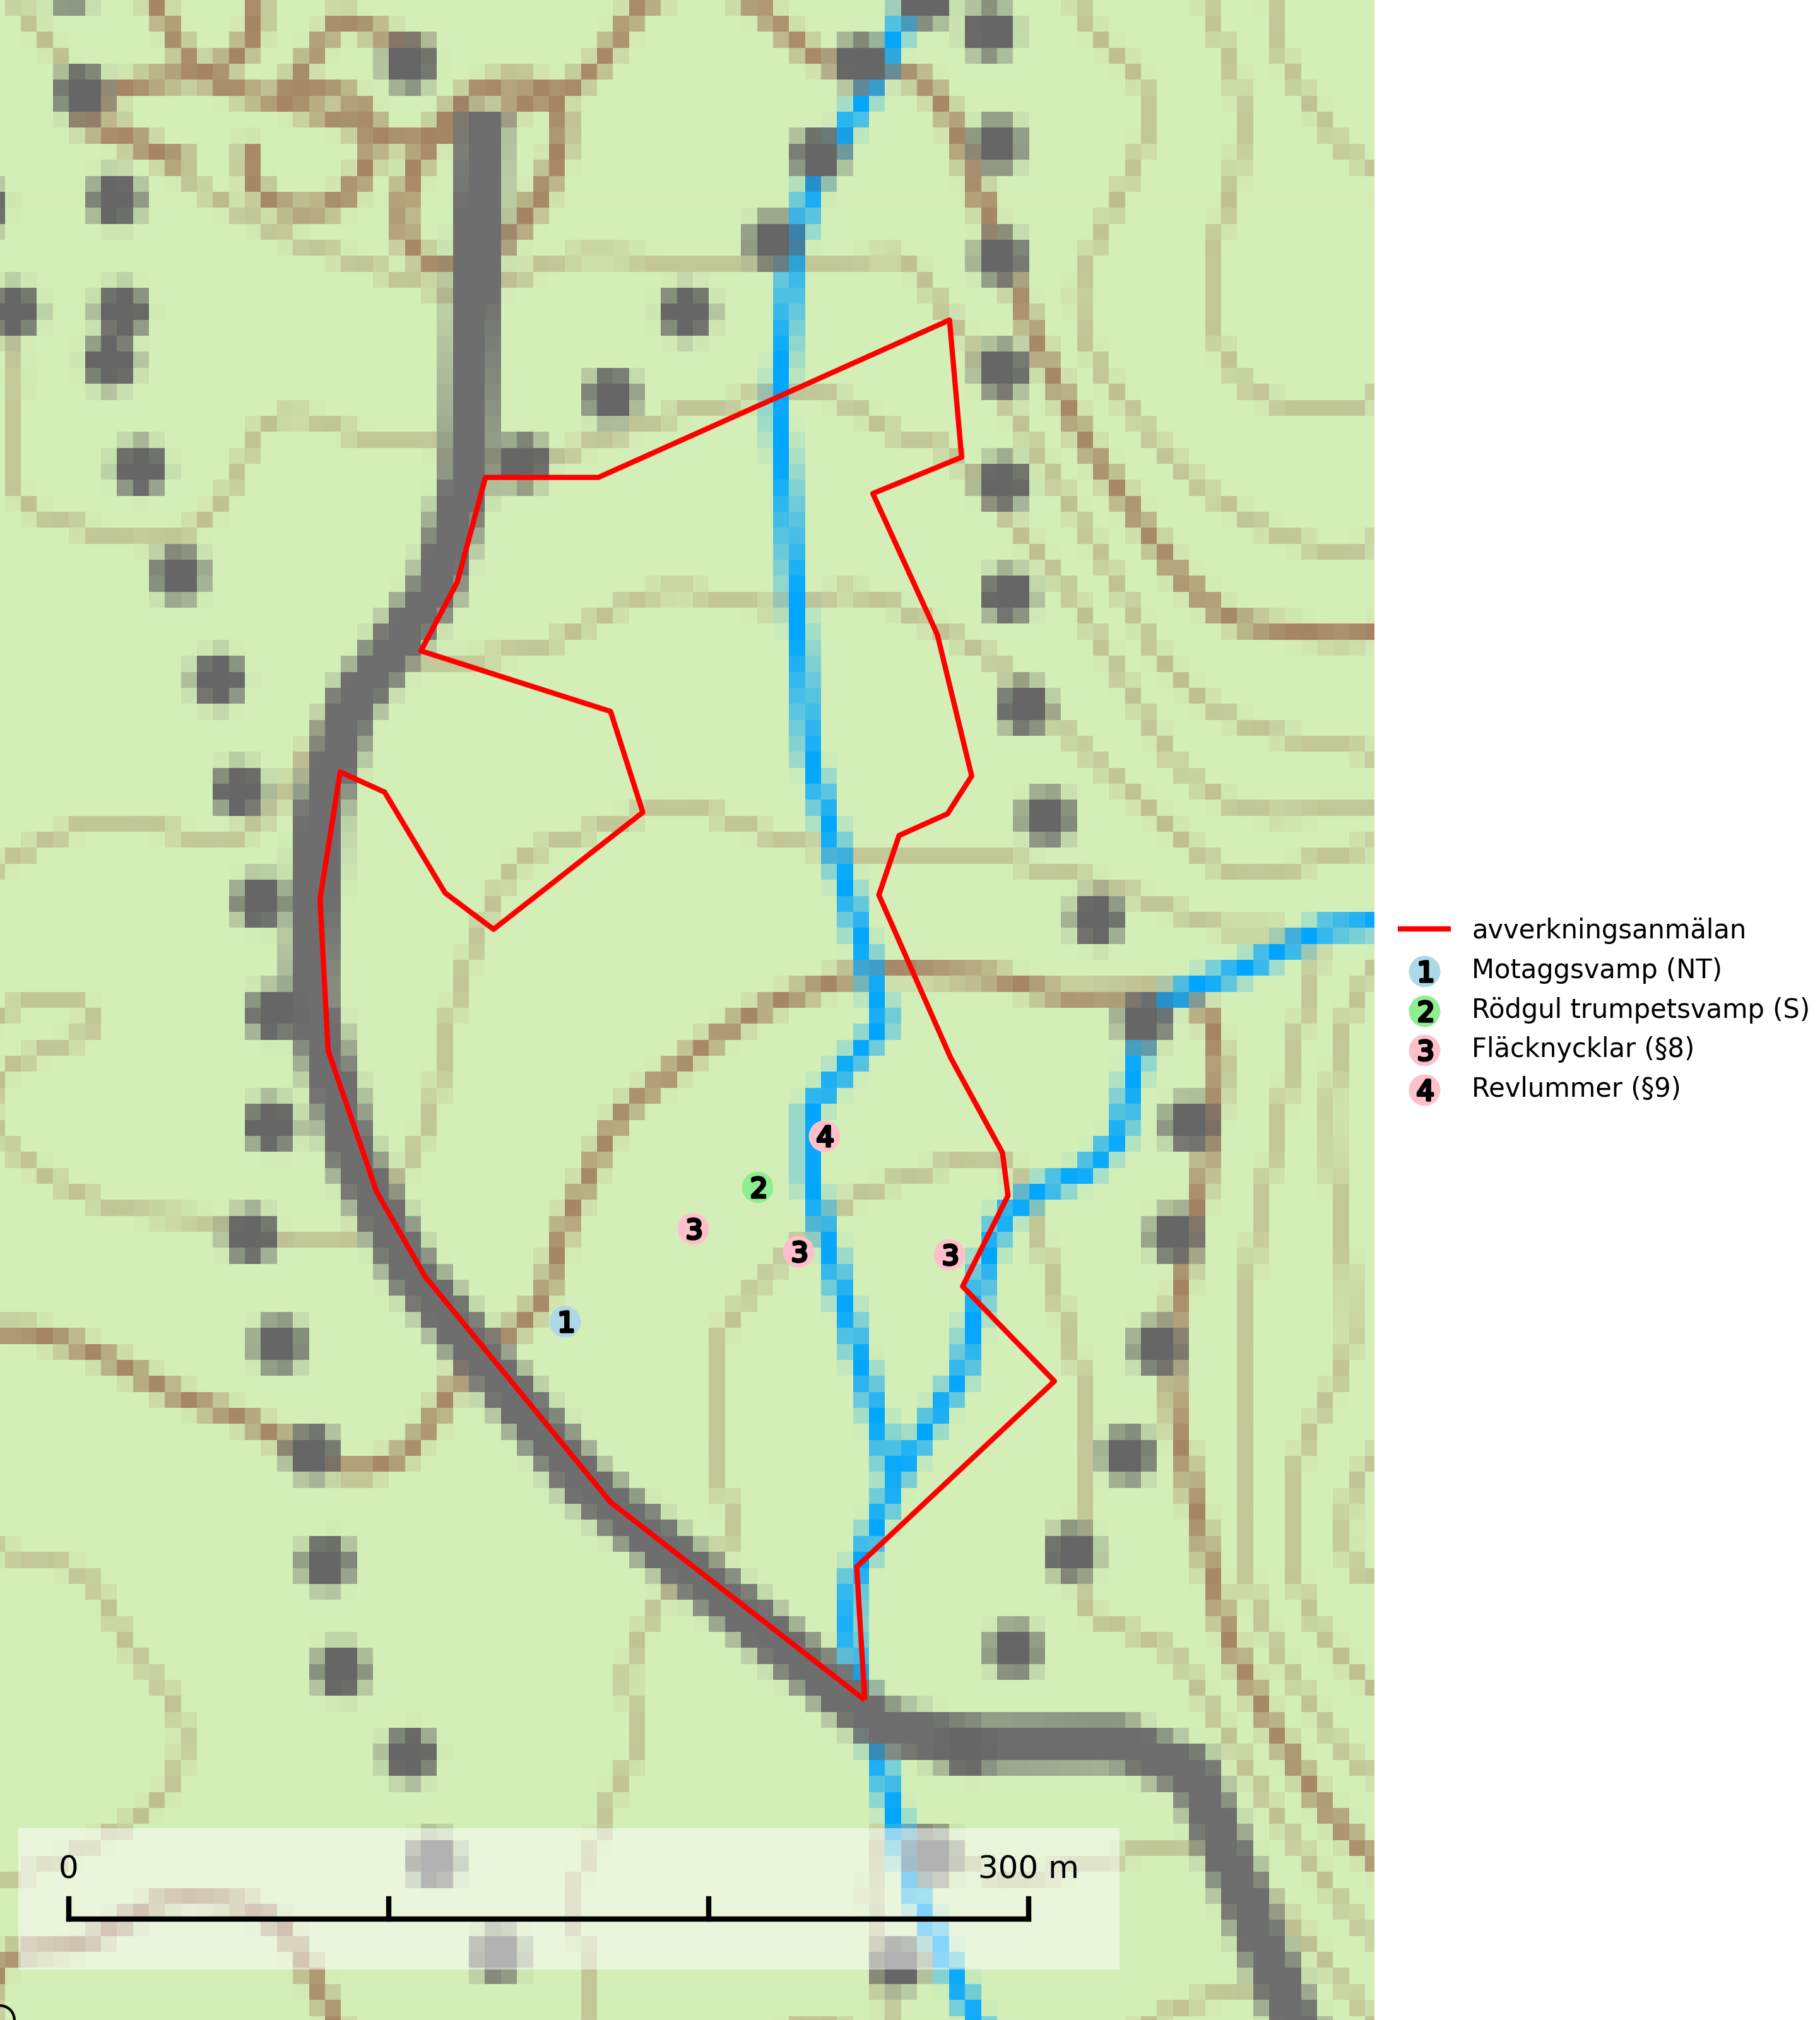 avverkningsanmälan
1 Motaggsvamp (NT)
2 Rödgul trumpetsvamp (S)
3 Fläcknycklar (§8)
4 Revlummer (§9)
4
2
3
3
3
1
0 300 m